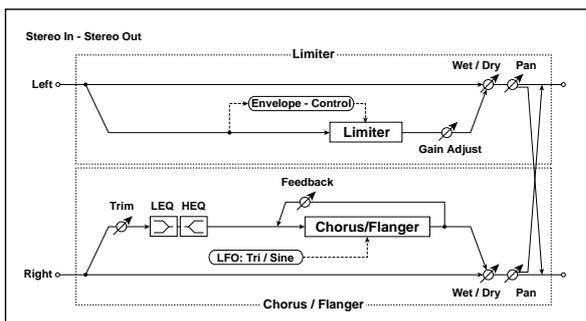 Stereo In - Stereo Out
Limiter
Wet / Dry
Pan
Left
Envelope - Control
Limiter
Gain Adjust
Feedback
Trim
LEQ
HEQ
Chorus/Flanger
LFO: Tri / Sine
Right
Wet / Dry
Pan
Chorus / Flanger